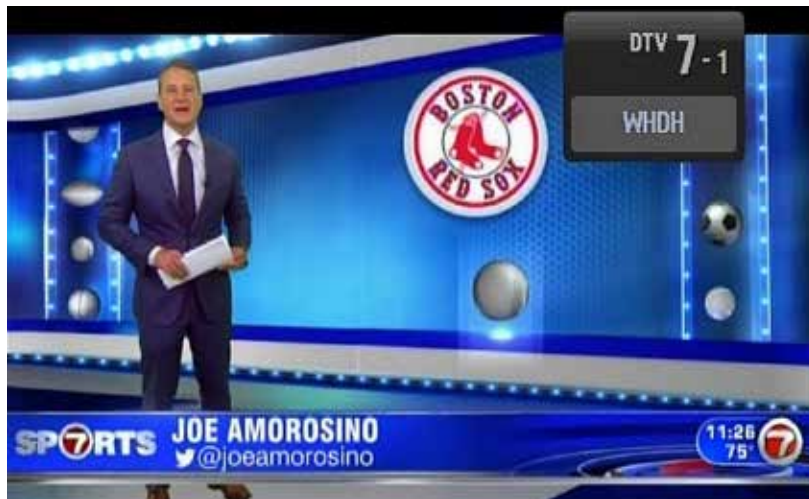 DTV 7-1
WHDH
BOSTON
RED SOX
SP7RTS
JOE AMOROSINO
@joeamorosino
11:26
75°
7